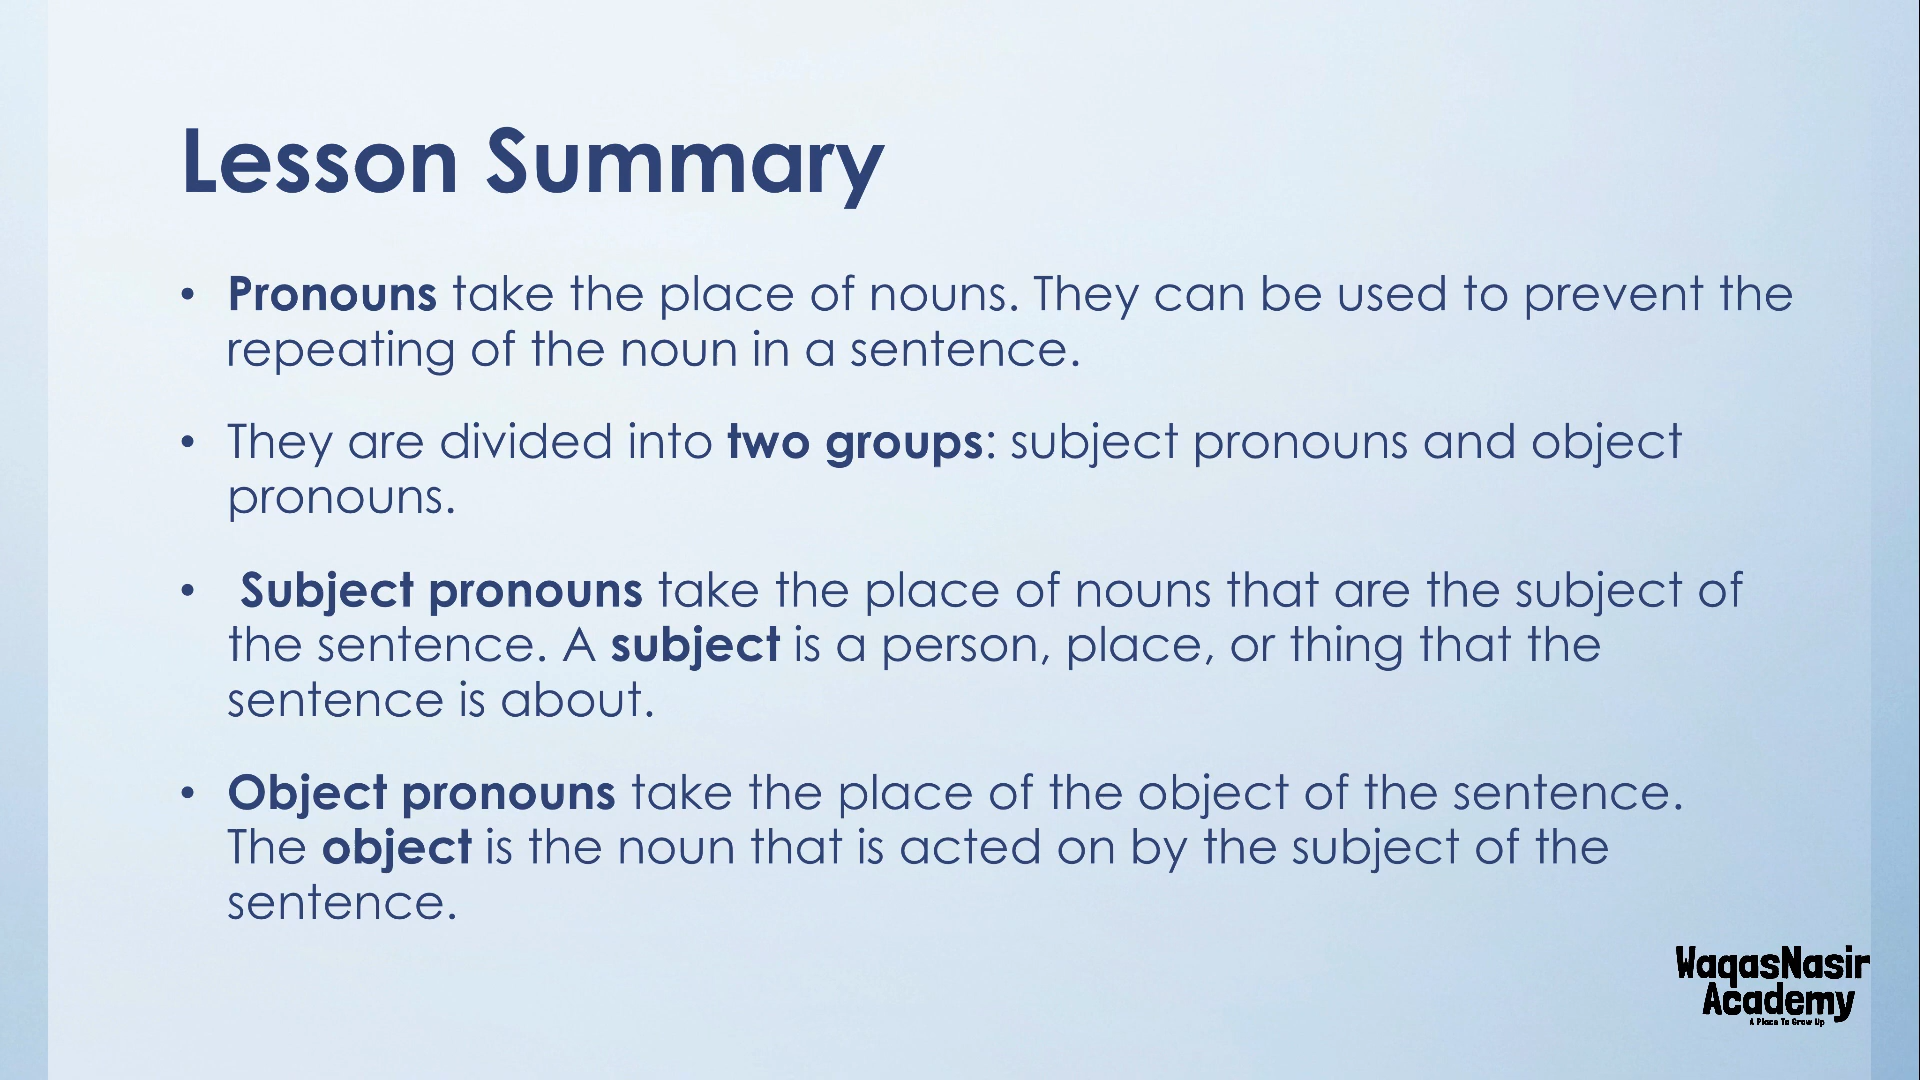 Lesson Summary
• Pronouns take the place of nouns. They can be used to prevent the
repeating of the noun in a sentence.
• They are divided into two groups: subject pronouns and object
pronouns.
• Subject pronouns take the place of nouns that are the subject of
the sentence. A subject is a person, place, or thing that the
sentence is about.
• Object pronouns take the place of the object of the sentence.
The object is the noun that is acted on by the subject of the
sentence.
WaqasNasir
Academy
A Place To Grow Up